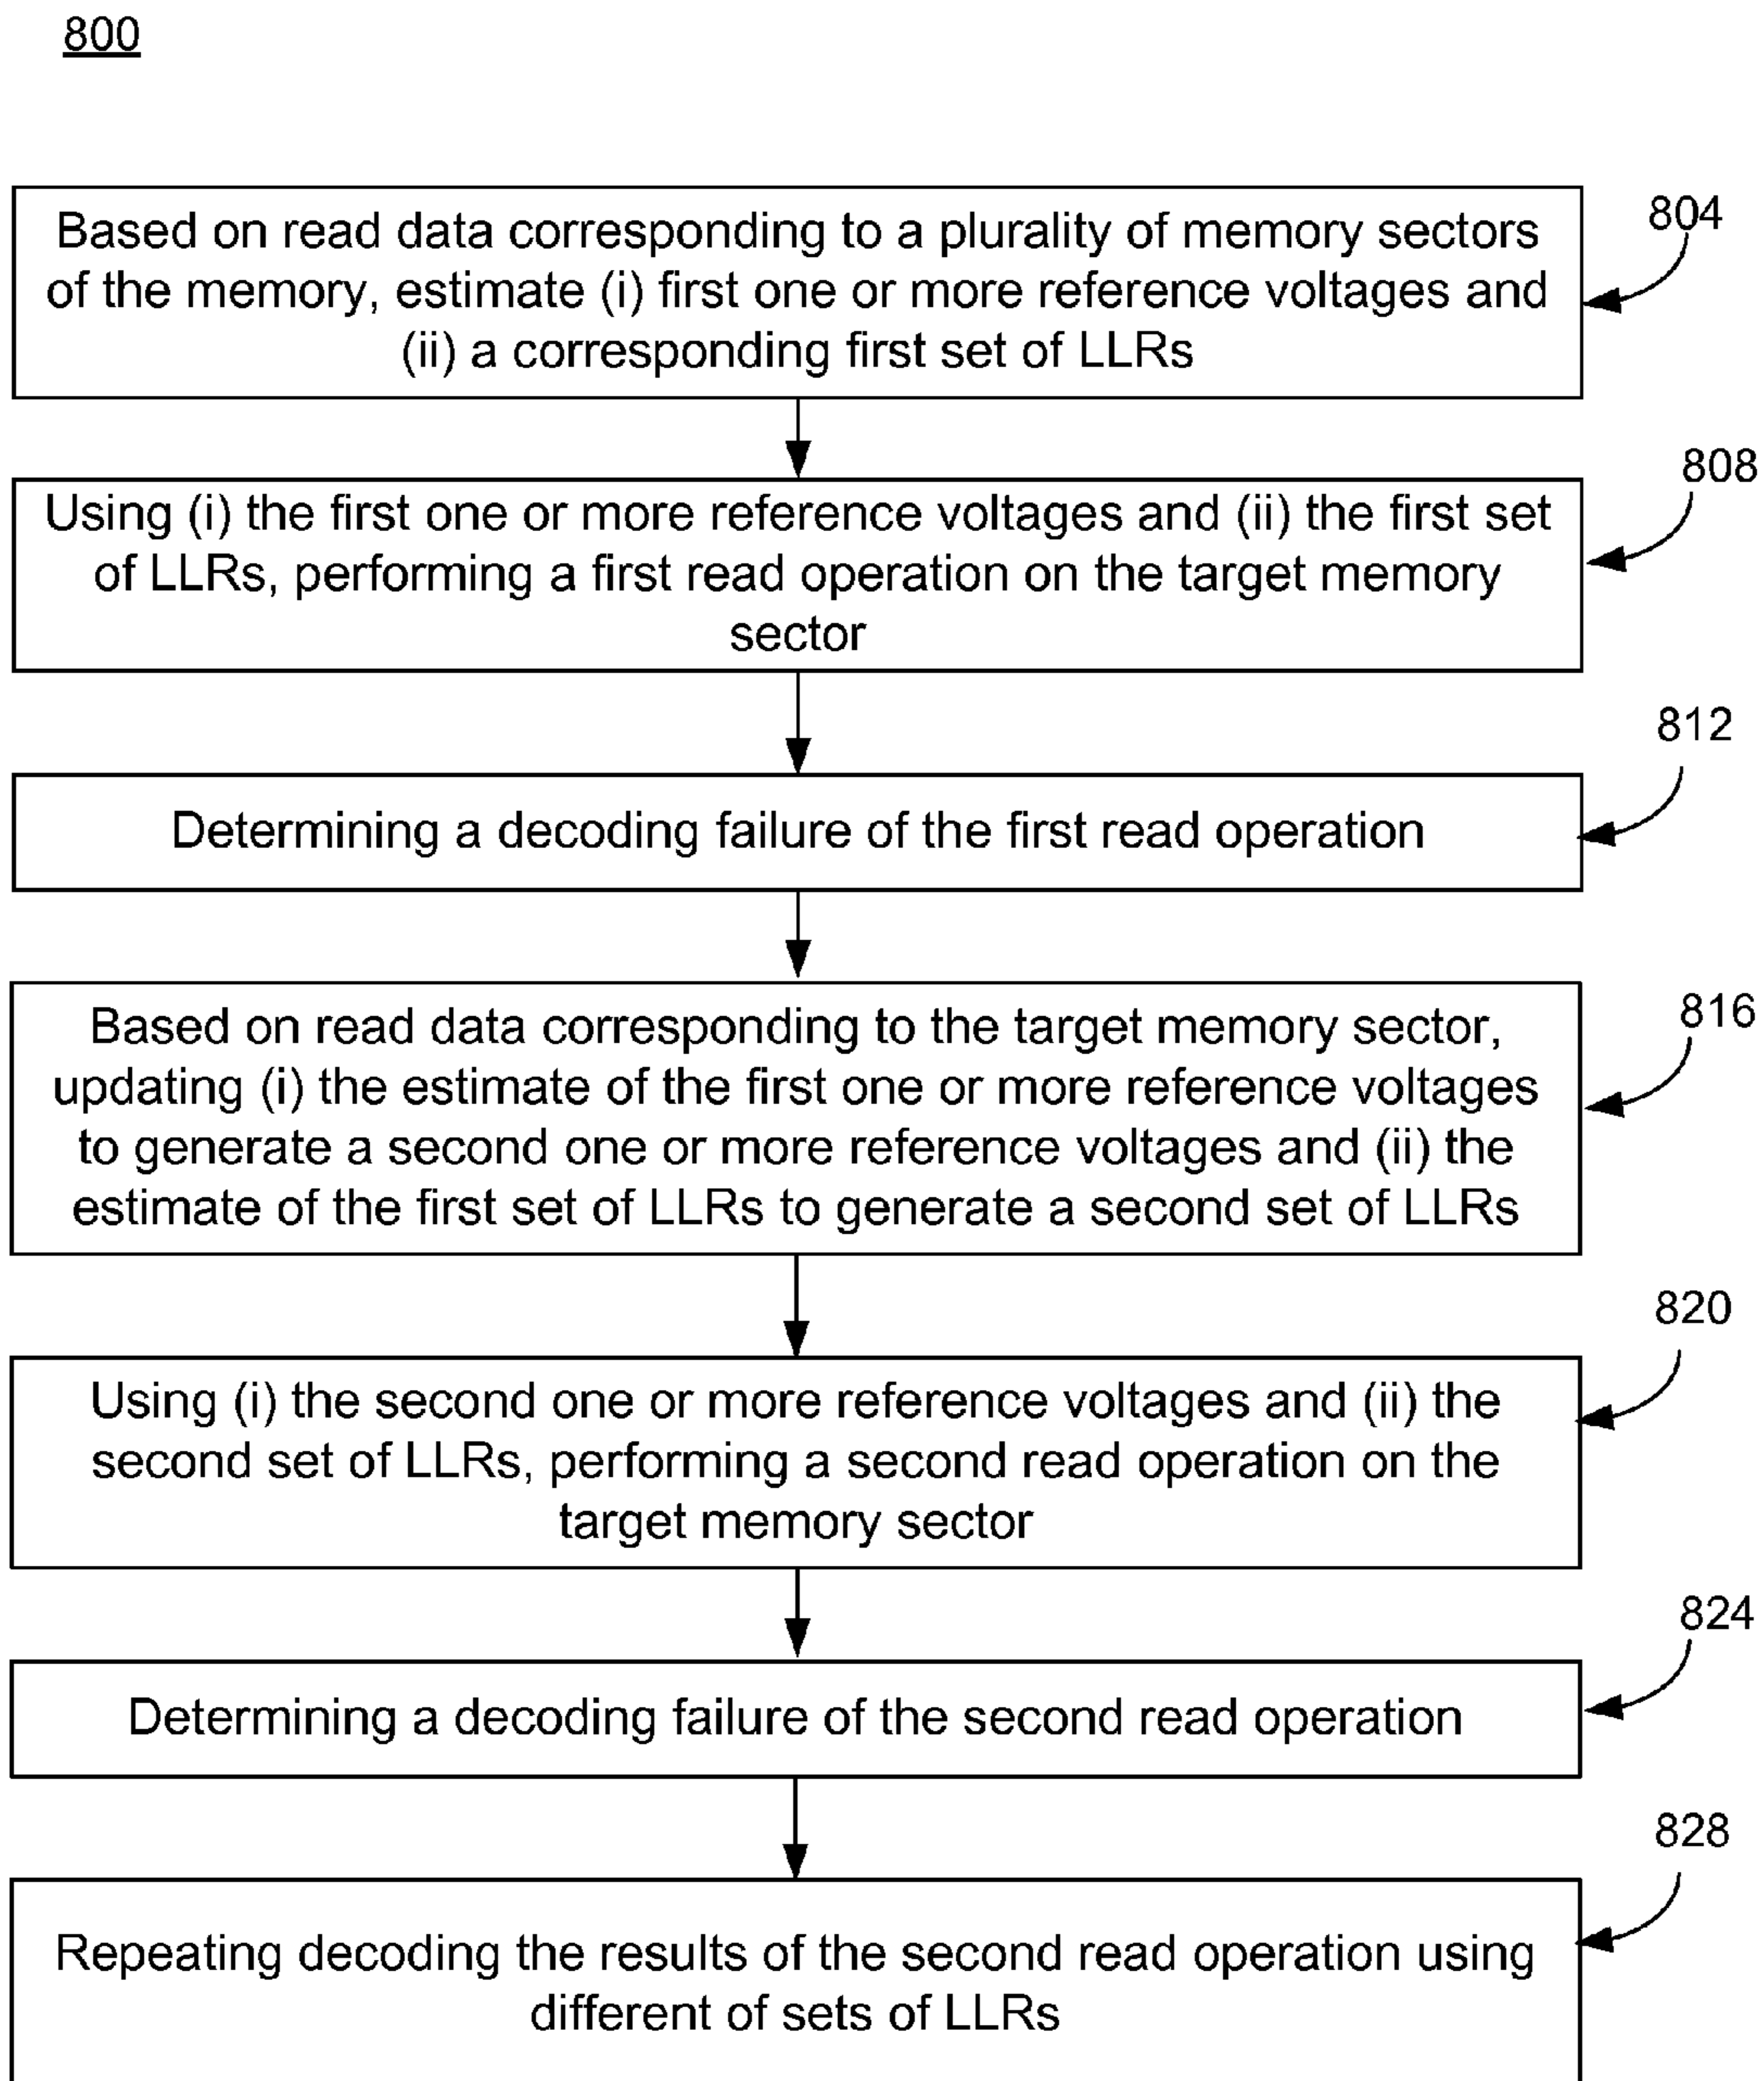 800
Based on read data corresponding to a plurality of memory sectors
of the memory, estimate (i) first one or more reference voltages and
(ii) a corresponding first set of LLRs
804
Using (i) the first one or more reference voltages and (ii) the first set
of LLRs, performing a first read operation on the target memory
sector
808
Determining a decoding failure of the first read operation
812
Based on read data corresponding to the target memory sector,
updating (i) the estimate of the first one or more reference voltages
to generate a second one or more reference voltages and (ii) the
estimate of the first set of LLRs to generate a second set of LLRs
816
Using (i) the second one or more reference voltages and (ii) the
second set of LLRs, performing a second read operation on the
target memory sector
820
Determining a decoding failure of the second read operation
824
Repeating decoding the results of the second read operation using
different of sets of LLRs
828